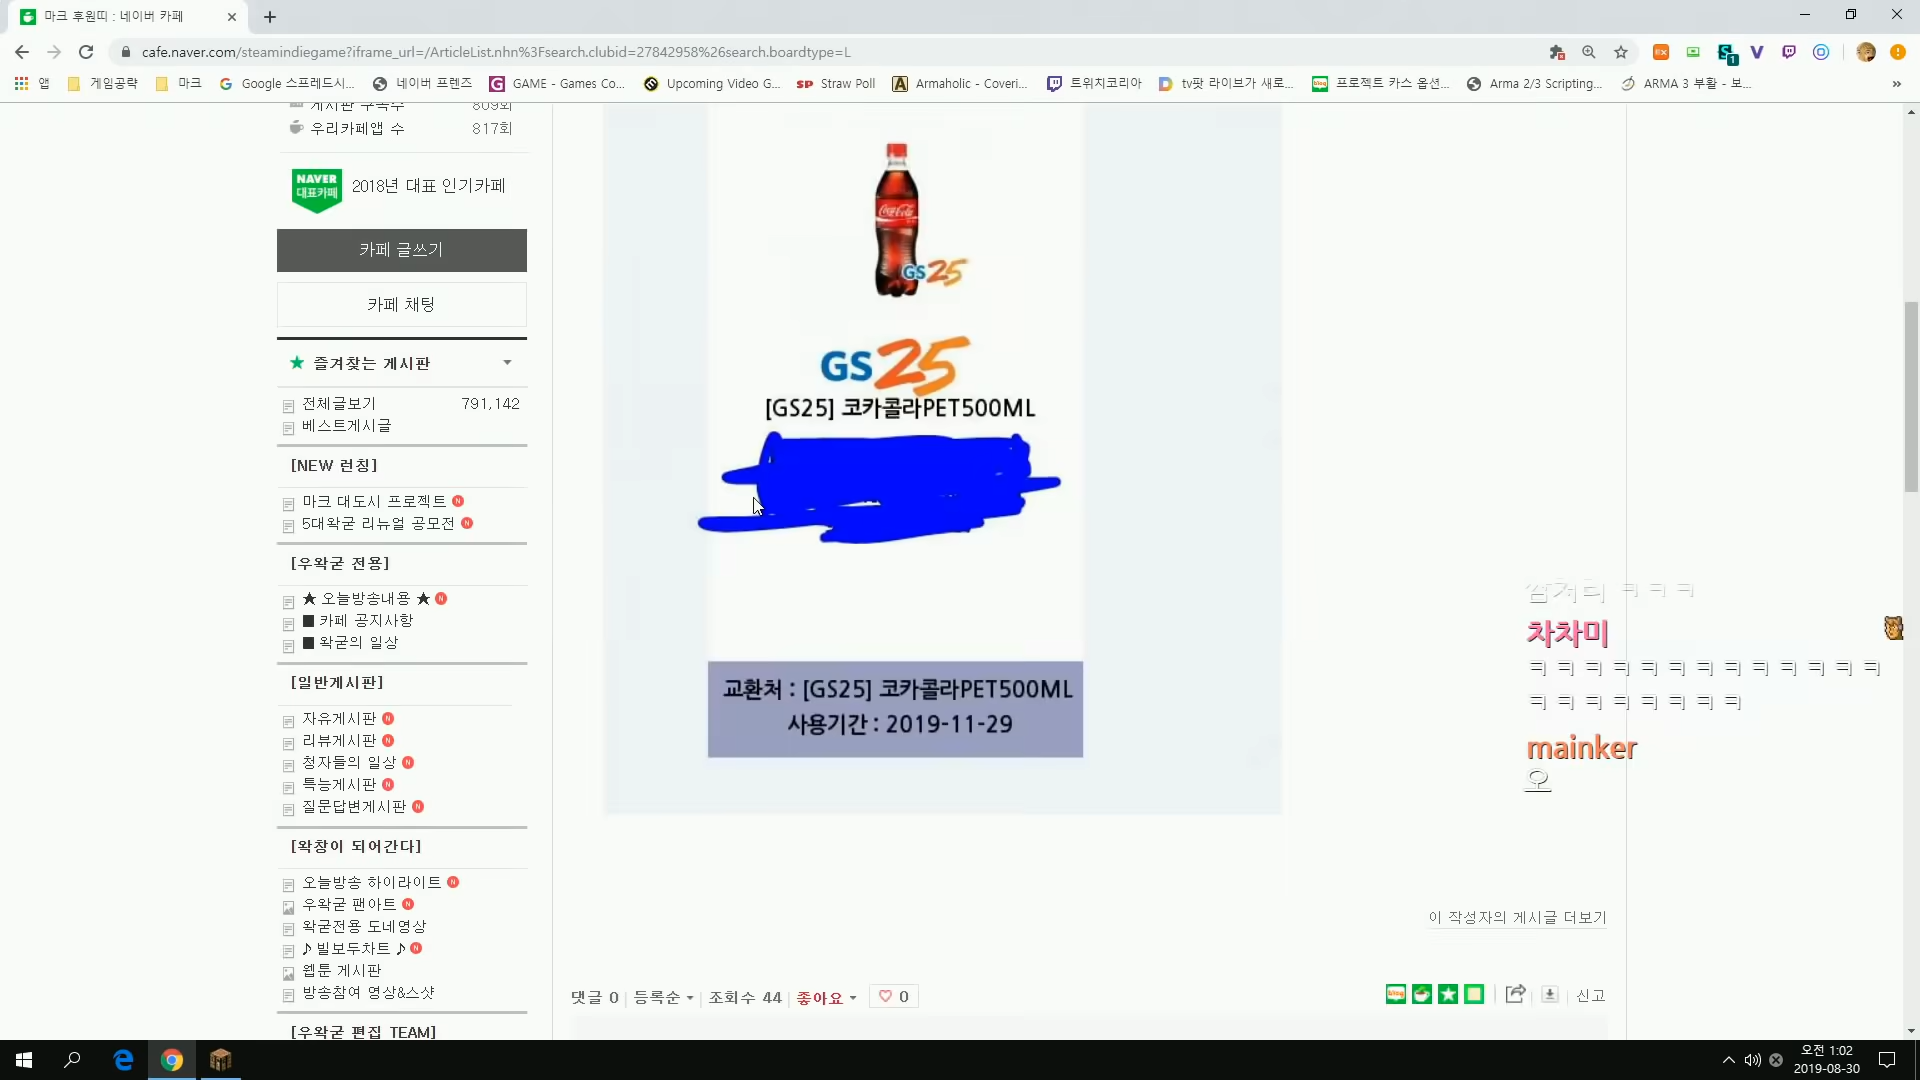 마크 후원띠 : 네이버 카페
cafe.naver.com/steamindiegame?iframe_url=/ArticleList.nhn%3Fsearch.clubid=27842958%26search.boardtype=L
앱 게임공략 마크 Google 스프레드시... 네이버 프렌즈 GAME - Games Co... Upcoming Video G... Straw Poll Armaholic - Coveri... 트위치코리아 tv팟 라이브가 새로... 프로젝트 카스 옵션... Arma 2/3 Scripting... ARMA 3 부활 - 보... »
게시판 구독수 809회
우리카페앱 수 817회
NAVER
대표카페
2018년 대표 인기카페
카페 글쓰기
카페 채팅
즐겨찾는 게시판
전체글보기 791,142
베스트게시글
[NEW 런칭]
마크 대도시 프로젝트
5대왁굳 리뉴얼 공모전
[우왁굳 전용]
★ 오늘방송내용 ★
■ 카페 공지사항
■ 왁굳의 일상
[일반게시판]
자유게시판
리뷰게시판
청자들의 일상
특능게시판
질문답변게시판
[왁창이 되어간다]
오늘방송 하이라이트
우왁굳 팬아트
왁굳전용 도네영상
♪ 빌보두차트 ♪
웹툰 게시판
방송참여 영상&스샷
[우왁굳 편집 TEAM]
Coca-Cola
GS25
GS25
[GS25] 코카콜라PET500ML
교환처 : [GS25] 코카콜라PET500ML
사용기간 : 2019-11-29
이 작성자의 게시글 더보기
댓글 0 등록순 조회수 44 좋아요 0
신고
ㅋㅋㅋ
차차미
ㅋㅋㅋㅋㅋㅋㅋㅋㅋㅋㅋㅋㅋ
ㅋㅋㅋㅋㅋㅋㅋㅋ
mainker
오
오전 1:02
2019-08-30